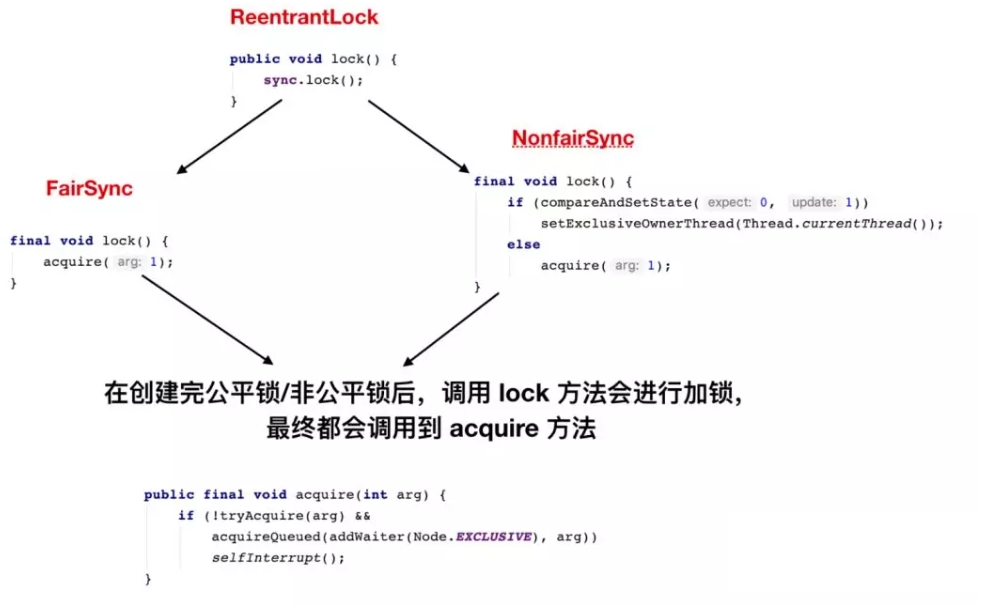 ReentrantLock
public void lock() {
sync.lock();
}
NonfairSync
final void lock() {
if (compareAndSetState( expect: 0, update: 1))
setExclusiveOwnerThread(Thread.currentThread());
else
acquire( arg: 1);
}
FairSync
final void lock() {
acquire( arg: 1);
}
在创建完公平锁/非公平锁后，调用 lock 方法会进行加锁，
最终都会调用到 acquire 方法
public final void acquire(int arg) {
if (!tryAcquire(arg) &&
acquireQueued(addWaiter(Node.EXCLUSIVE), arg))
selfInterrupt();
}